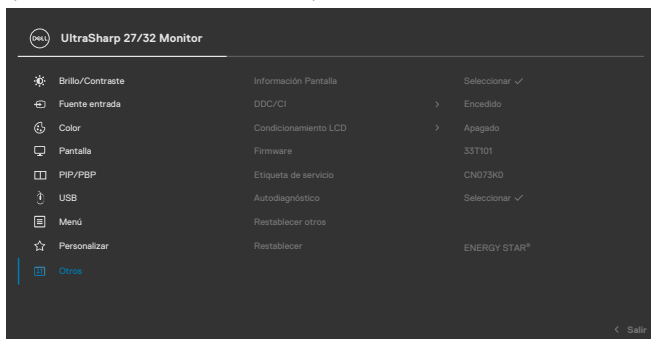 DELL
UltraSharp 27/32 Monitor
Brillo/Contraste Información Pantalla Seleccionar ✓
Fuente entrada DDC/CI > Encedido
Color Condicionamiento LCD > Apagado
Pantalla Firmware 33T101
PIP/PBP Etiqueta de servicio CN073K0
USB Autodiagnóstico Seleccionar ✓
Menú Restablecer otros
Personalizar Restablecer ENERGY STAR®
Otros
< Salir